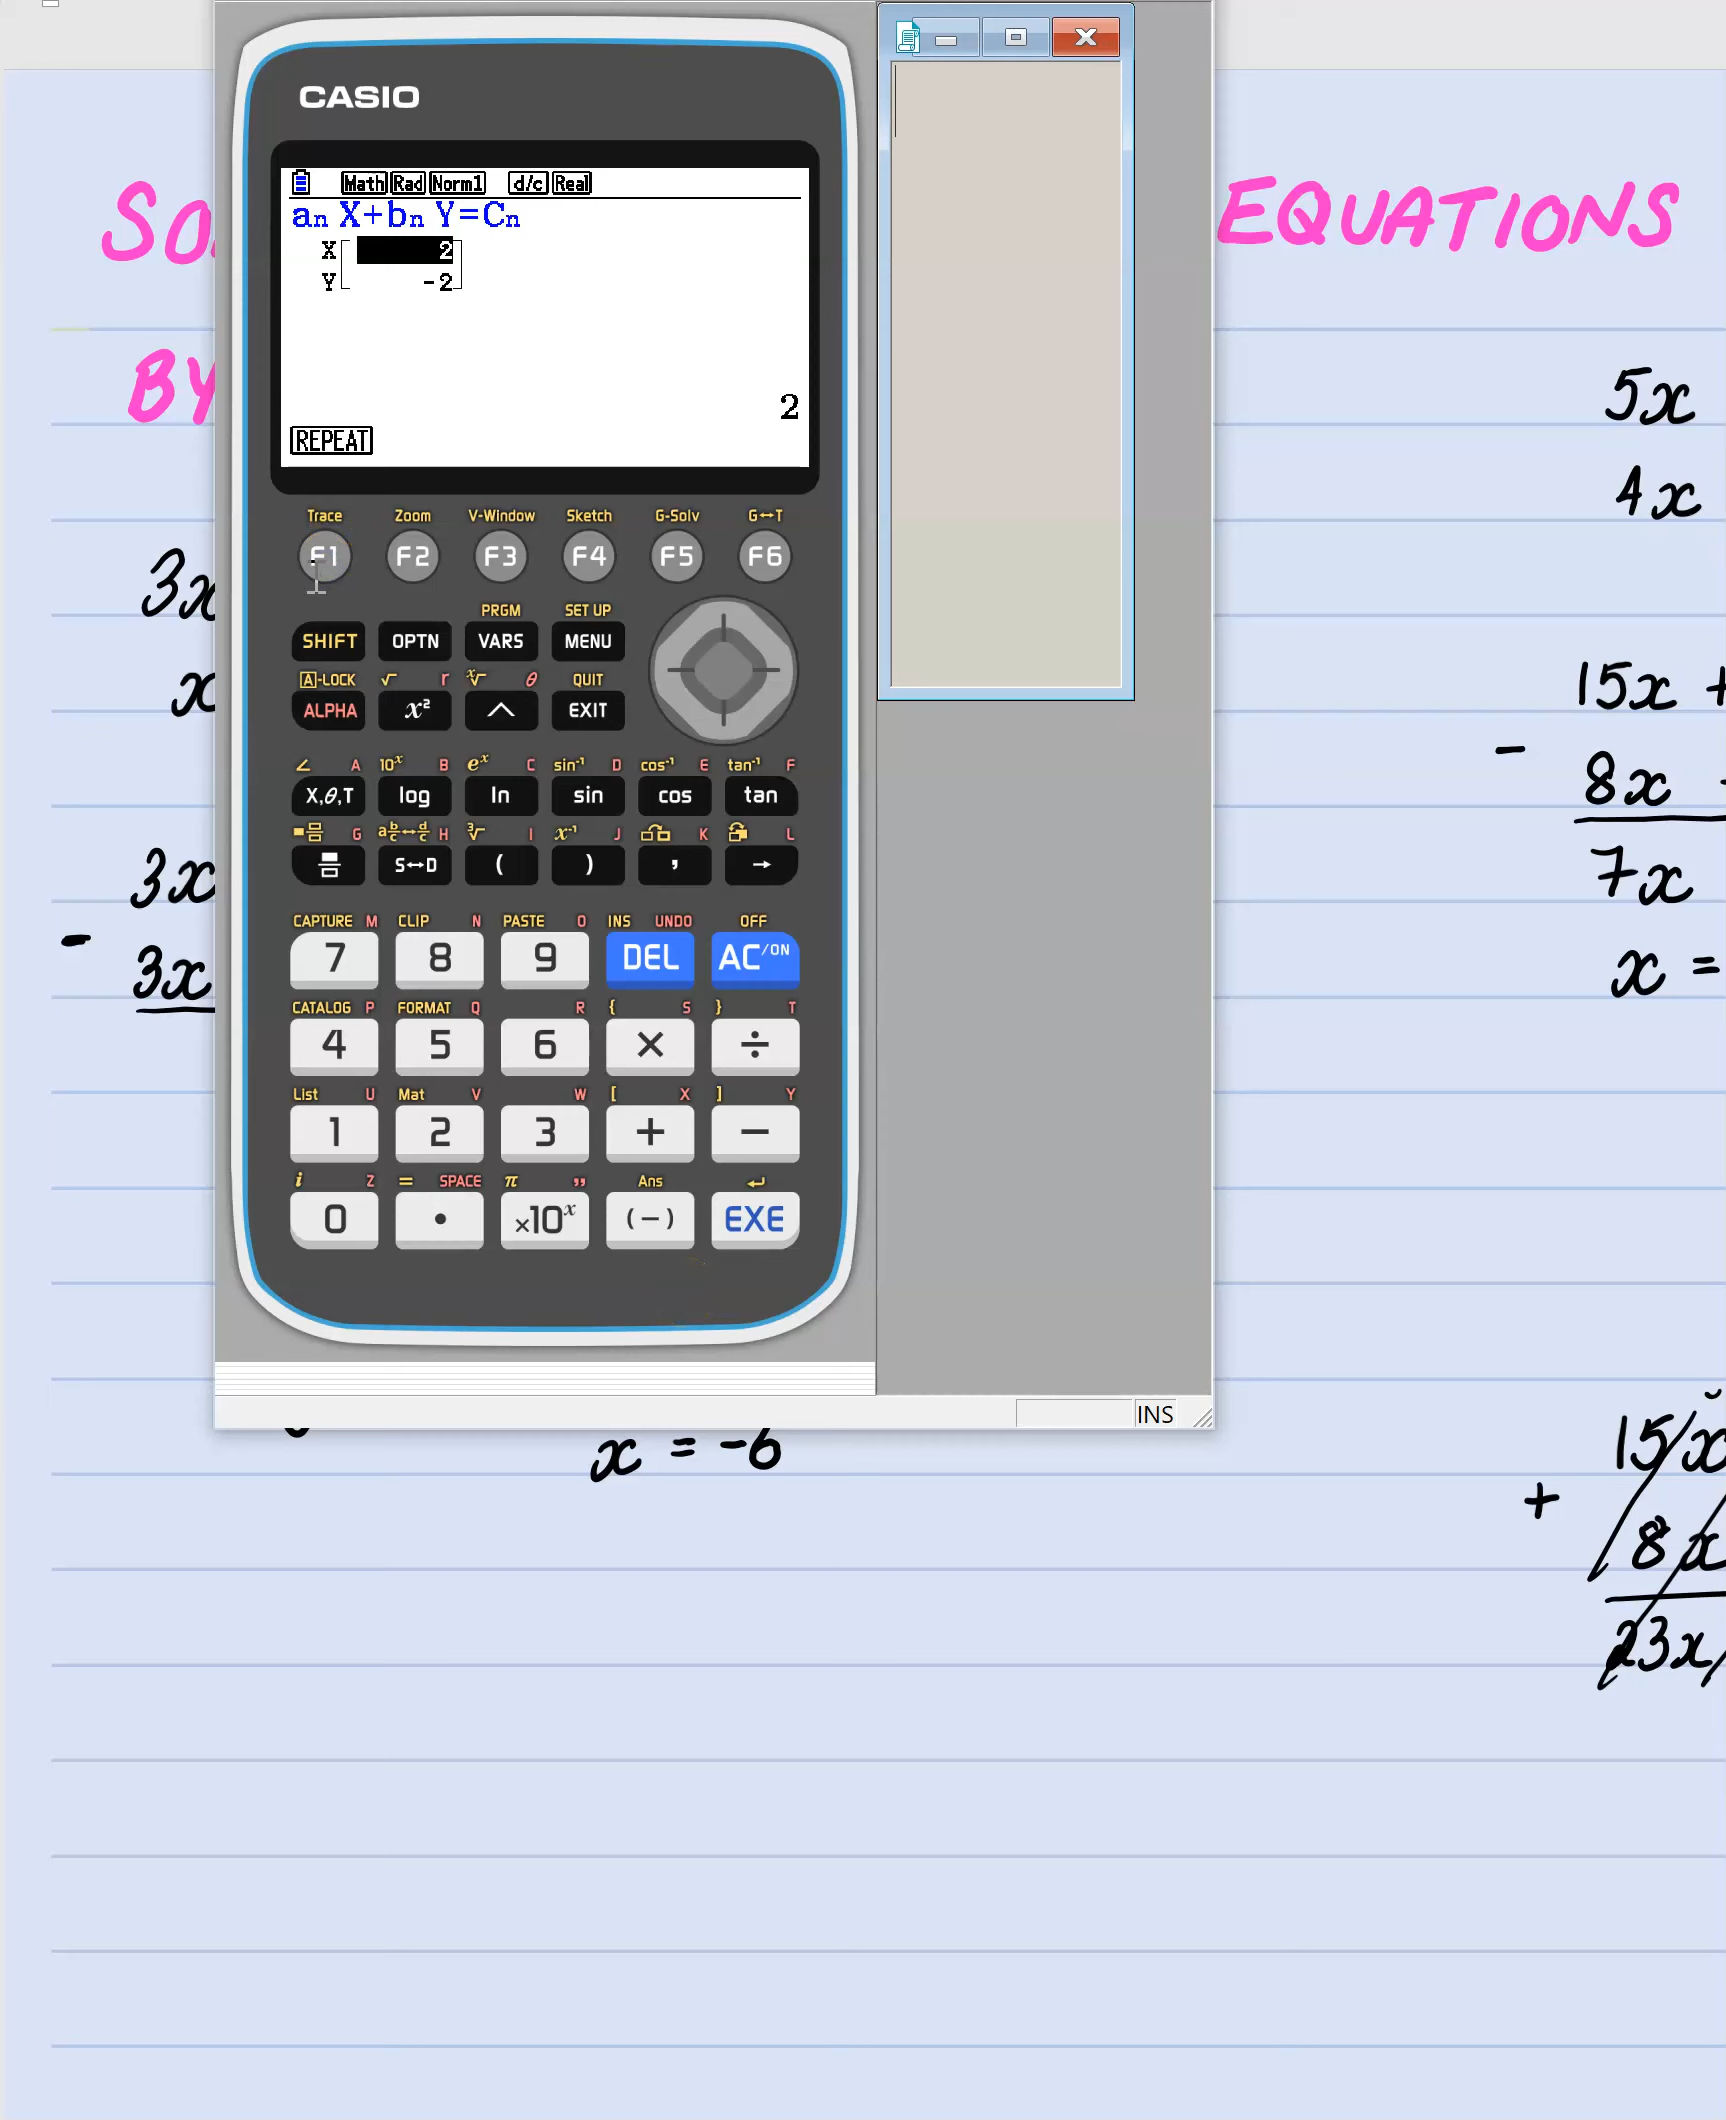 CASIO
EQUATIONS
Math Rad Norm1 d/c Real
an X+bn Y=Cn
X 2
Y -2
BY
5x
2
REPEAT
4x
Trace Zoom V-Window Sketch G-Solv G↔T
F1 F2 F3 F4 F5 F6
3x
PRGM SET UP
SHIFT OPTN VARS MENU
A-LOCK √ r ˣ√ θ QUIT
x
15x +
ALPHA x² ^ EXIT
∠ A 10ˣ B eˣ C sin⁻¹ D cos⁻¹ E tan⁻¹ F
- 8x
X,θ,T log ln sin cos tan
G a b/c↔d/c H ³√ I x⁻¹ J K L
3x
S↔D ( ) , →
7x
CAPTURE M CLIP N PASTE O INS UNDO OFF
7 8 9 DEL AC/ON
- 3x
x =
CATALOG P FORMAT Q R { S } T
4 5 6 × ÷
List U Mat V W [ X ] Y
1 2 3 + −
i Z = SPACE π " Ans ↵
0 . ×10ˣ (−) EXE
INS
x = -6
15x
+ 8x
23x